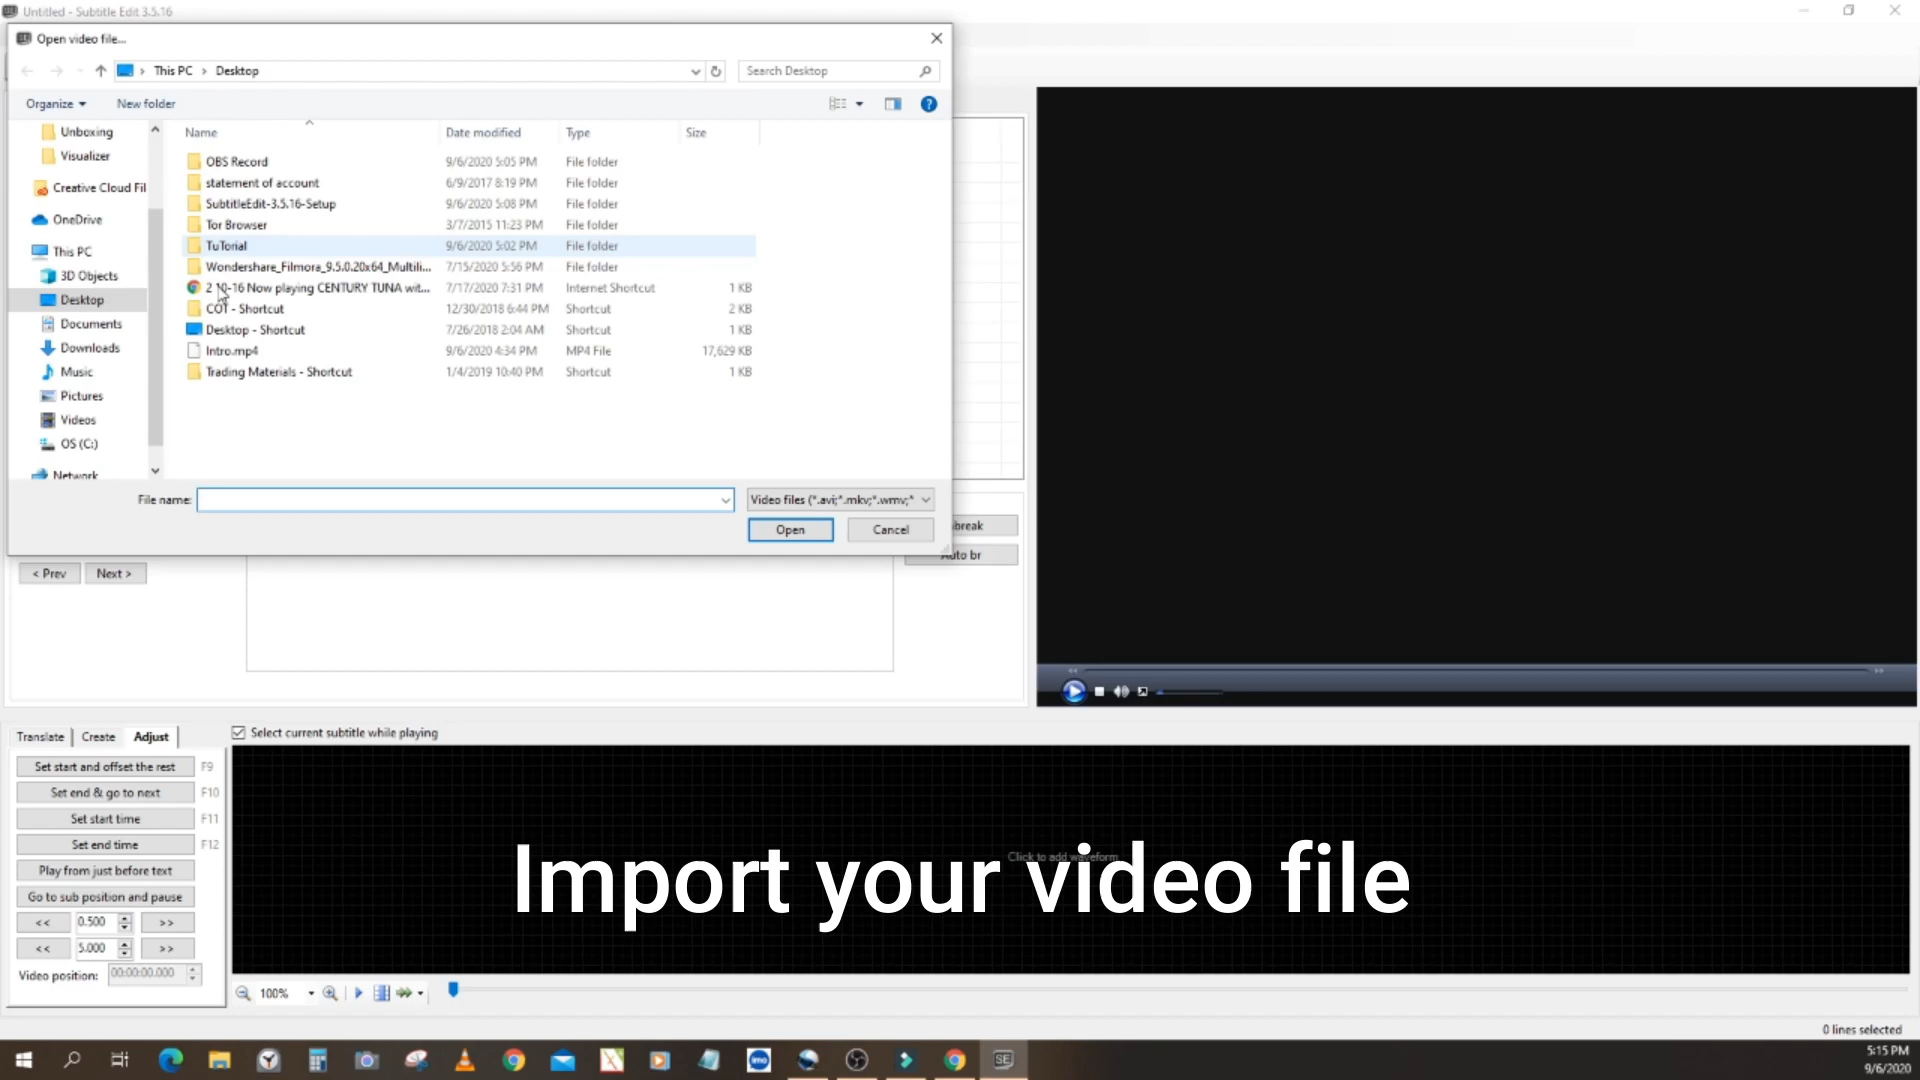 Untitled - Subtitle Edit 3.5.16
Open video file...
This PC > Desktop
Search Desktop
Organize
New folder
Name Date modified Type Size
Unboxing
Visualizer
Creative Cloud Fil
OneDrive
This PC
3D Objects
Desktop
Documents
Downloads
Music
Pictures
Videos
OS (C:)
Network
OBS Record 9/6/2020 5:05 PM File folder
statement of account 6/9/2017 8:19 PM File folder
SubtitleEdit-3.5.16-Setup 9/6/2020 5:08 PM File folder
Tor Browser 3/7/2015 11:23 PM File folder
TuTorial 9/6/2020 5:02 PM File folder
Wondershare_Filmora_9.5.0.20x64_Multili... 7/15/2020 5:56 PM File folder
2 10-16 Now playing CENTURY TUNA wit... 7/17/2020 7:31 PM Internet Shortcut 1 KB
COT - Shortcut 12/30/2018 6:44 PM Shortcut 2 KB
Desktop - Shortcut 7/26/2018 2:04 AM Shortcut 1 KB
Intro.mp4 9/6/2020 4:34 PM MP4 File 17,629 KB
Trading Materials - Shortcut 1/4/2019 10:40 PM Shortcut 1 KB
File name:
Video files (*.avi;*.mkv;*.wmv;*
Open
Cancel
break
Auto br
< Prev
Next >
Translate
Create
Adjust
Select current subtitle while playing
Set start and offset the rest F9
Set end & go to next F10
Set start time F11
Set end time F12
Play from just before text
Go to sub position and pause
<< 0.500 >>
<< 5.000 >>
Video position: 00:00:00.000
Click to add waveform
Import your video file
100%
0 lines selected
imo
SE
5:15 PM
9/6/2020